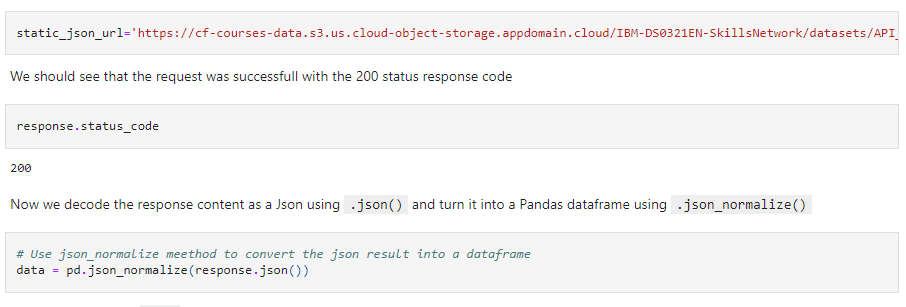 static_json_url='https://cf-courses-data.s3.us.cloud-object-storage.appdomain.cloud/IBM-DS0321EN-SkillsNetwork/datasets/API_
We should see that the request was successfull with the 200 status response code
response.status_code
200
Now we decode the response content as a Json using .json() and turn it into a Pandas dataframe using .json_normalize()
# Use json_normalize meethod to convert the json result into a dataframe
data = pd.json_normalize(response.json())